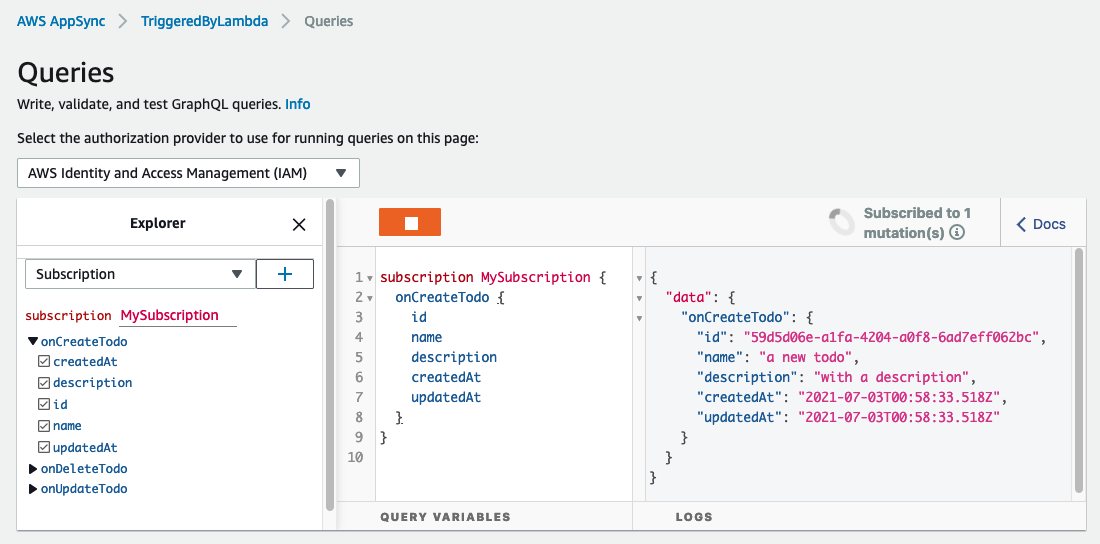 AWS AppSync > TriggeredByLambda > Queries
Queries
Write, validate, and test GraphQL queries. Info
Select the authorization provider to use for running queries on this page:
AWS Identity and Access Management (IAM)
Explorer
Subscription
+
subscription MySubscription
onCreateTodo
createdAt
description
id
name
updatedAt
onDeleteTodo
onUpdateTodo
Subscribed to 1
mutation(s)
Docs
1 subscription MySubscription {
2 onCreateTodo {
3 id
4 name
5 description
6 createdAt
7 updatedAt
8 }
9 }
10
{
"data": {
"onCreateTodo": {
"id": "59d5d06e-a1fa-4204-a0f8-6ad7eff062bc",
"name": "a new todo",
"description": "with a description",
"createdAt": "2021-07-03T00:58:33.518Z",
"updatedAt": "2021-07-03T00:58:33.518Z"
}
}
}
QUERY VARIABLES
LOGS